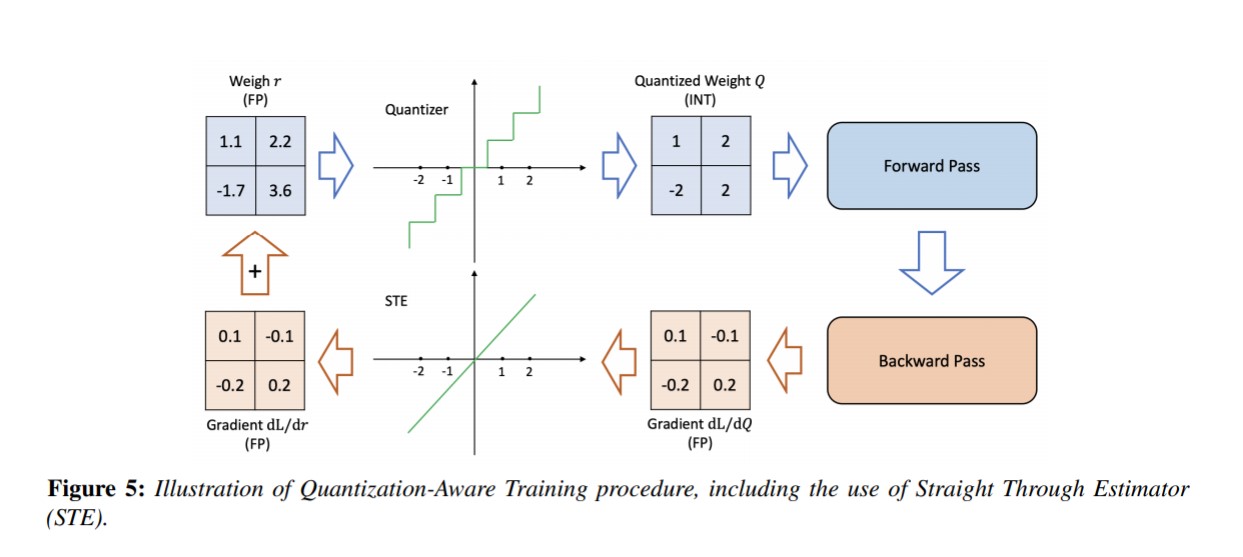 Weigh r
(FP)
1.1 2.2
-1.7 3.6
Quantizer
-2 -1 1 2
Quantized Weight Q
(INT)
1 2
-2 2
Forward Pass
+
0.1 -0.1
-0.2 0.2
Gradient dL/dr
(FP)
STE
-2 -1 1 2
0.1 -0.1
-0.2 0.2
Gradient dL/dQ
(FP)
Backward Pass
Figure 5: Illustration of Quantization-Aware Training procedure, including the use of Straight Through Estimator
(STE).